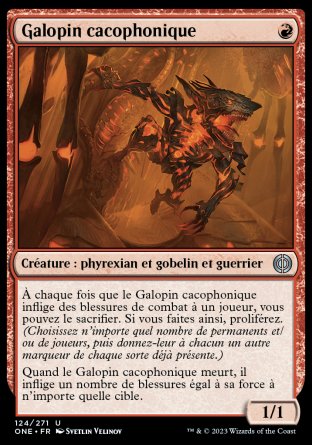 Galopin cacophonique
Créature : phyrexian et gobelin et guerrier
À chaque fois que le Galopin cacophonique
inflige des blessures de combat à un joueur, vous
pouvez le sacrifier. Si vous faites ainsi, proliférez.
(Choisissez n'importe quel nombre de permanents et/
ou de joueurs, puis donnez-leur à chacun un autre
marqueur de chaque sorte déjà présente.)
Quand le Galopin cacophonique meurt, il
inflige un nombre de blessures égal à sa force à
n'importe quelle cible.
1/1
124/271 U
ONE • FR Svetlin Velinov
™ & © 2023 Wizards of the Coast